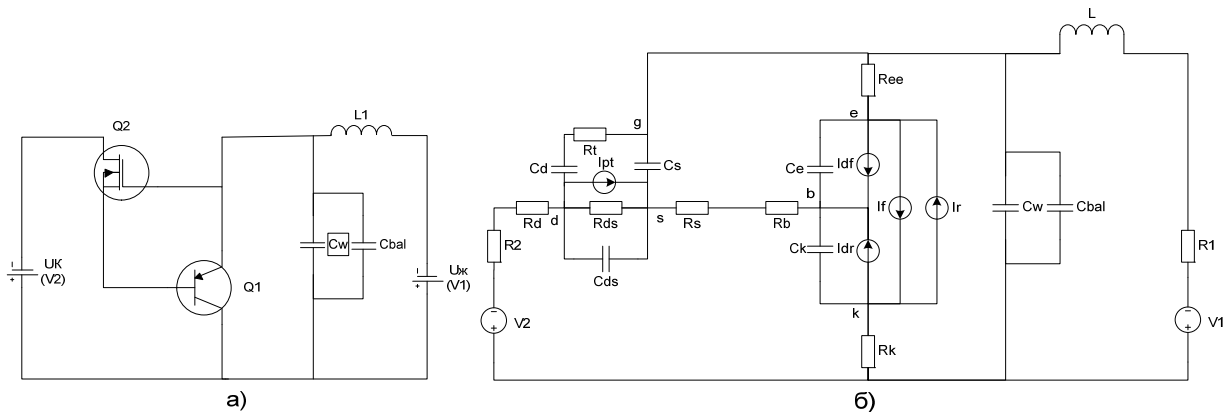 Q2
L1
UК
(V2)
Cw
Cbal
Uж
(V1)
Q1
а)
L
Ree
e
g
Rt
Cd
Ipt
Cs
Ce
Idf
b
If
Ir
Cw
Cbal
Rd
d
Rds
s
Rs
Rb
R2
Ck
Idr
R1
Cds
k
V2
V1
Rk
б)